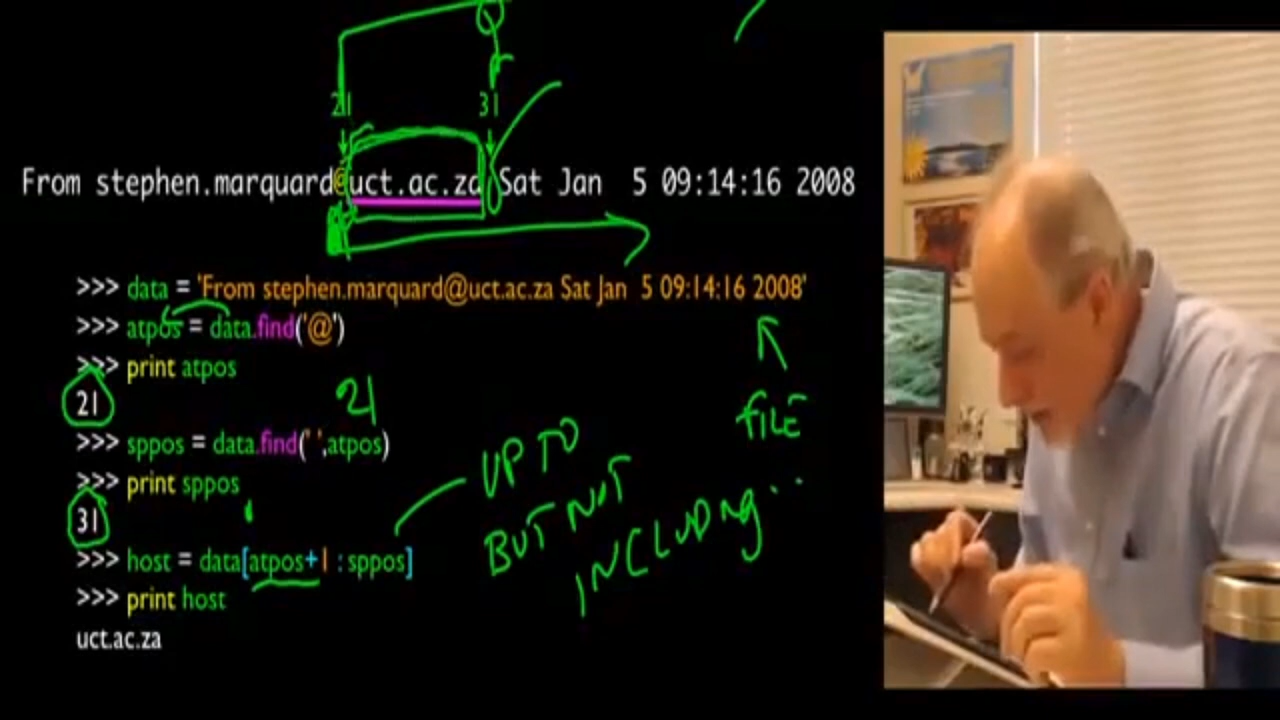 21 31
From stephen.marquard@uct.ac.za Sat Jan  5 09:14:16 2008
>>> data = 'From stephen.marquard@uct.ac.za Sat Jan  5 09:14:16 2008'
>>> atpos = data.find('@')
>>> print atpos
21
21
FILE
>>> sppos = data.find(' ',atpos)
>>> print sppos
31
UP TO
BUT NOT
INCLUDING..
>>> host = data[atpos+1 : sppos]
>>> print host
uct.ac.za